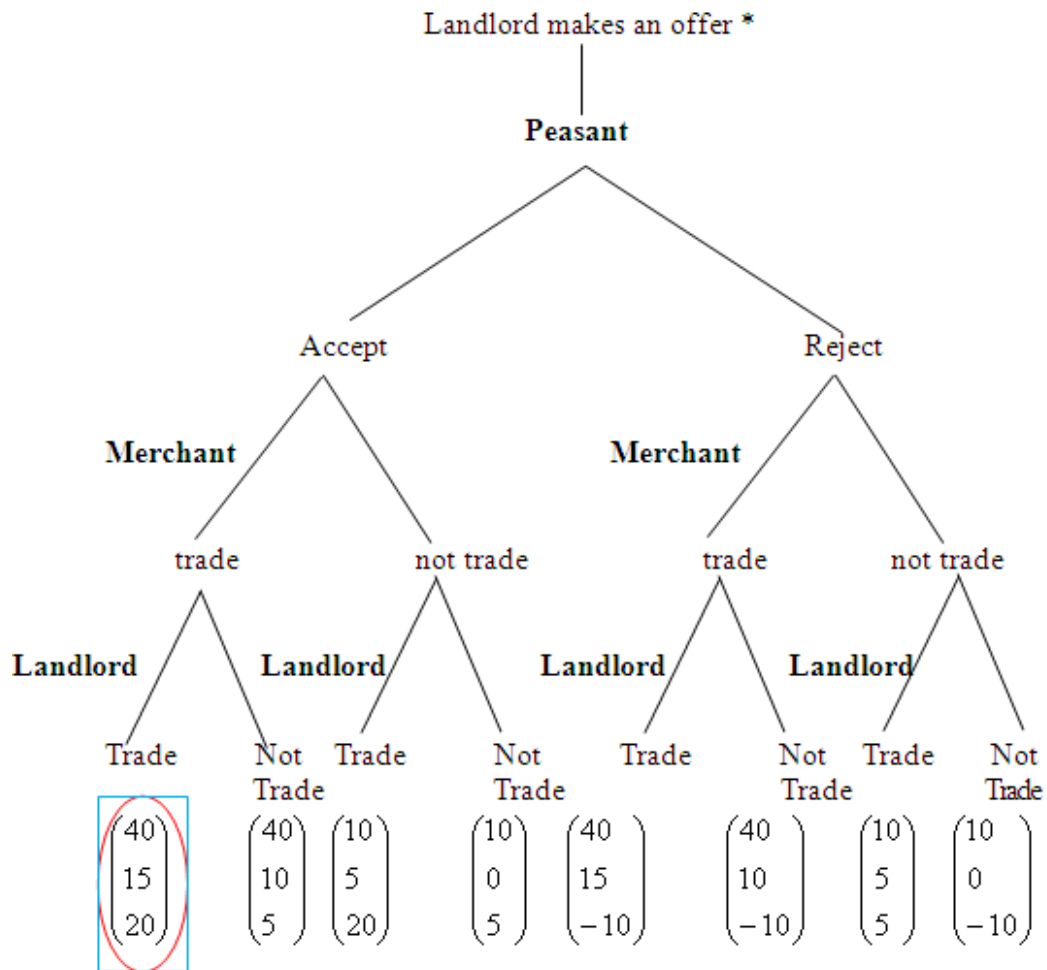 Landlord makes an offer *
Peasant
Accept Reject
Merchant Merchant
trade not trade trade not trade
Landlord Landlord Landlord Landlord
Trade Not Trade Not Trade Not Trade Not
Trade Trade Trade Trade
40 40 10 10 40 40 10 10
15 10 5 0 15 10 5 0
20 5 20 5 -10 -10 5 -10